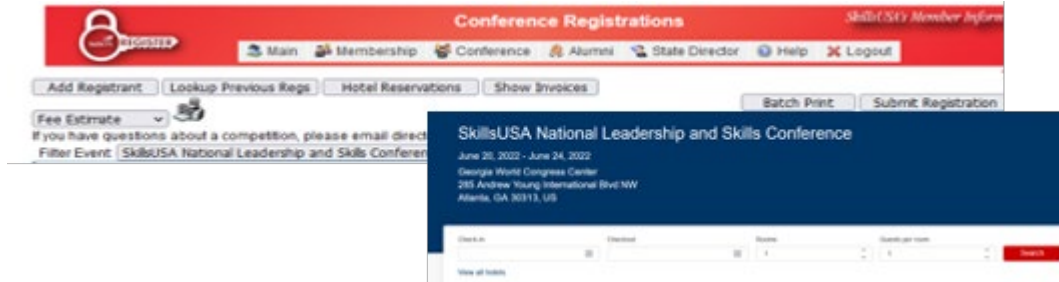 REGISTER
Conference Registrations
SkillsUSA's Member Inform
Main Membership Conference Alumni State Director Help Logout
Add Registrant Lookup Previous Regs Hotel Reservations Show Invoices
Batch Print Submit Registration
Fee Estimate
If you have questions about a competition, please email direct
Filter Event SkillsUSA National Leadership and Skills Conferen
SkillsUSA National Leadership and Skills Conference
June 20, 2022 - June 24, 2022
Georgia World Congress Center
285 Andrew Young International Blvd NW
Atlanta, GA 30313, US
Check-in Checkout Rooms Guests per room
1 1 Search
View all hotels